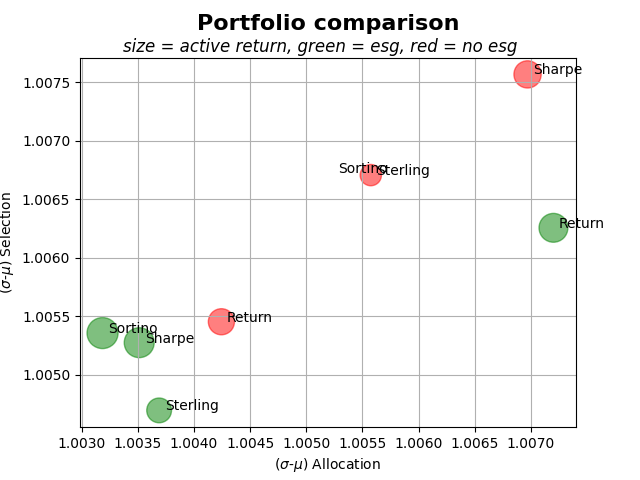 Portfolio comparison
size = active return, green = esg, red = no esg
1.0075
1.0070
1.0065
1.0060
1.0055
1.0050
(σ-μ) Selection
Sharpe
Sortino
Sterling
Return
Return
Sortino
Sharpe
Sterling
1.0030 1.0035 1.0040 1.0045 1.0050 1.0055 1.0060 1.0065 1.0070
(σ-μ) Allocation